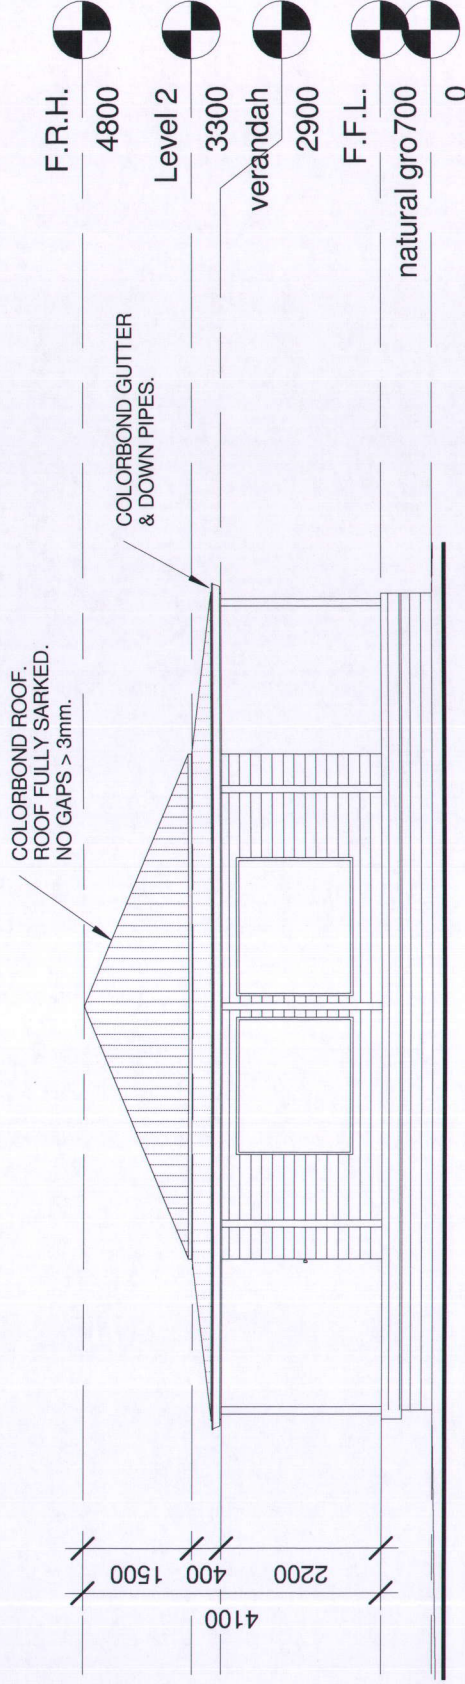 COLORBOND ROOF.
ROOF FULLY SARKED.
NO GAPS > 3mm.
COLORBOND GUTTER
& DOWN PIPES.
F.R.H.
4800
Level 2
3300
verandah
2900
F.F.L.
natural gro700
0
1500
400
2200
4100